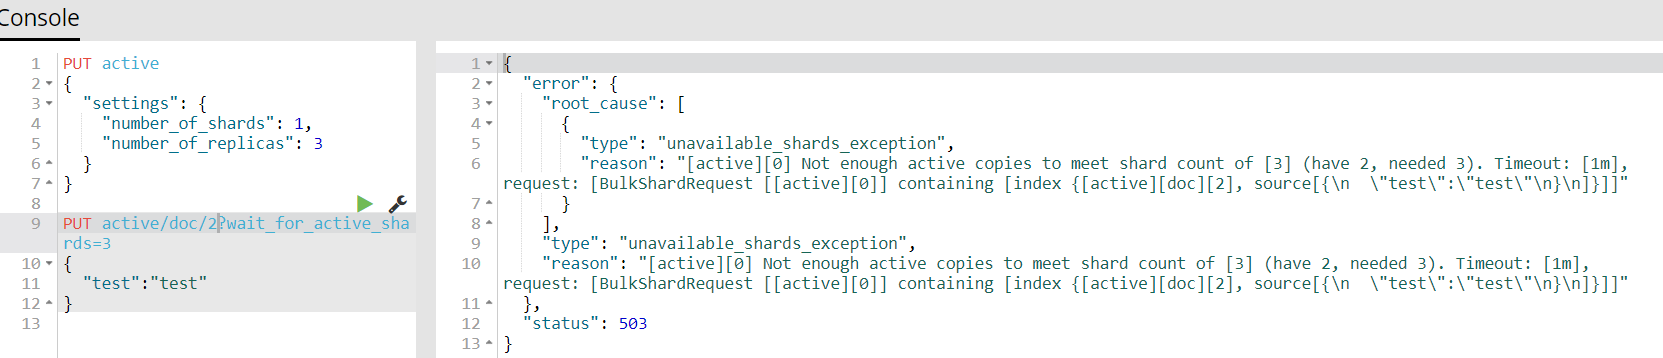 Console
1 PUT active
2 {
3 "settings": {
4 "number_of_shards": 1,
5 "number_of_replicas": 3
6 }
7 }
8
9 PUT active/doc/2?wait_for_active_sha
rds=3
10 {
11 "test":"test"
12 }
13
1 {
2 "error": {
3 "root_cause": [
4 {
5 "type": "unavailable_shards_exception",
6 "reason": "[active][0] Not enough active copies to meet shard count of [3] (have 2, needed 3). Timeout: [1m],
request: [BulkShardRequest [[active][0]] containing [index {[active][doc][2], source[{\n  \"test\":\"test\"\n}\n]}]]"
7 }
8 ],
9 "type": "unavailable_shards_exception",
10 "reason": "[active][0] Not enough active copies to meet shard count of [3] (have 2, needed 3). Timeout: [1m],
request: [BulkShardRequest [[active][0]] containing [index {[active][doc][2], source[{\n  \"test\":\"test\"\n}\n]}]]"
11 },
12 "status": 503
13 }